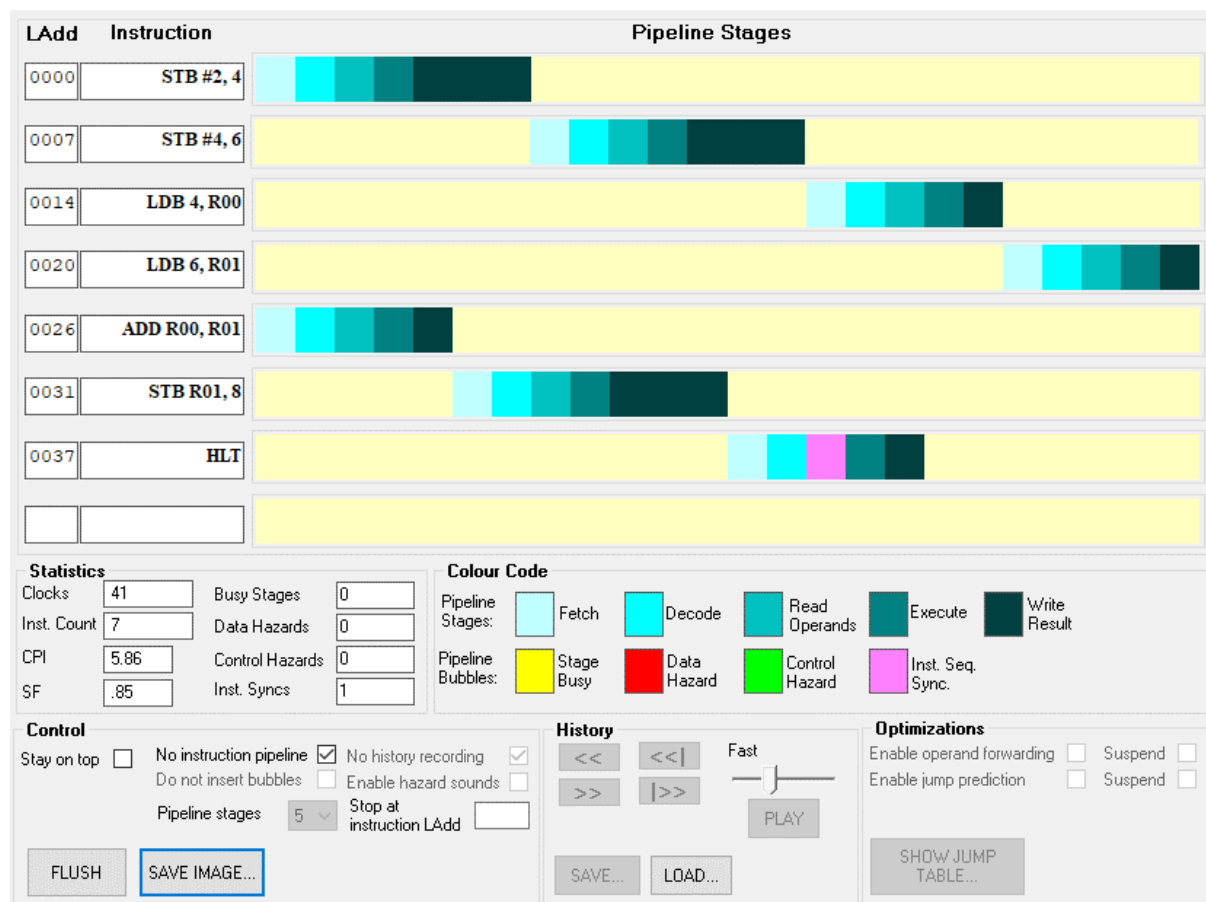 LAdd Instruction Pipeline Stages
0000 STB #2, 4
0007 STB #4, 6
0014 LDB 4, R00
0020 LDB 6, R01
0026 ADD R00, R01
0031 STB R01, 8
0037 HLT
Statistics
Clocks 41 Busy Stages 0
Inst. Count 7 Data Hazards 0
CPI 5.86 Control Hazards 0
SF .85 Inst. Syncs 1
Colour Code
Pipeline Stages: Fetch Decode Read Operands Execute Write Result
Pipeline Bubbles: Stage Busy Data Hazard Control Hazard Inst. Seq. Sync.
Control
Stay on top No instruction pipeline No history recording
Do not insert bubbles Enable hazard sounds
Pipeline stages 5 Stop at instruction LAdd
FLUSH SAVE IMAGE...
History
<< <<| Fast
>> |>>
PLAY
SAVE... LOAD...
Optimizations
Enable operand forwarding Suspend
Enable jump prediction Suspend
SHOW JUMP TABLE...